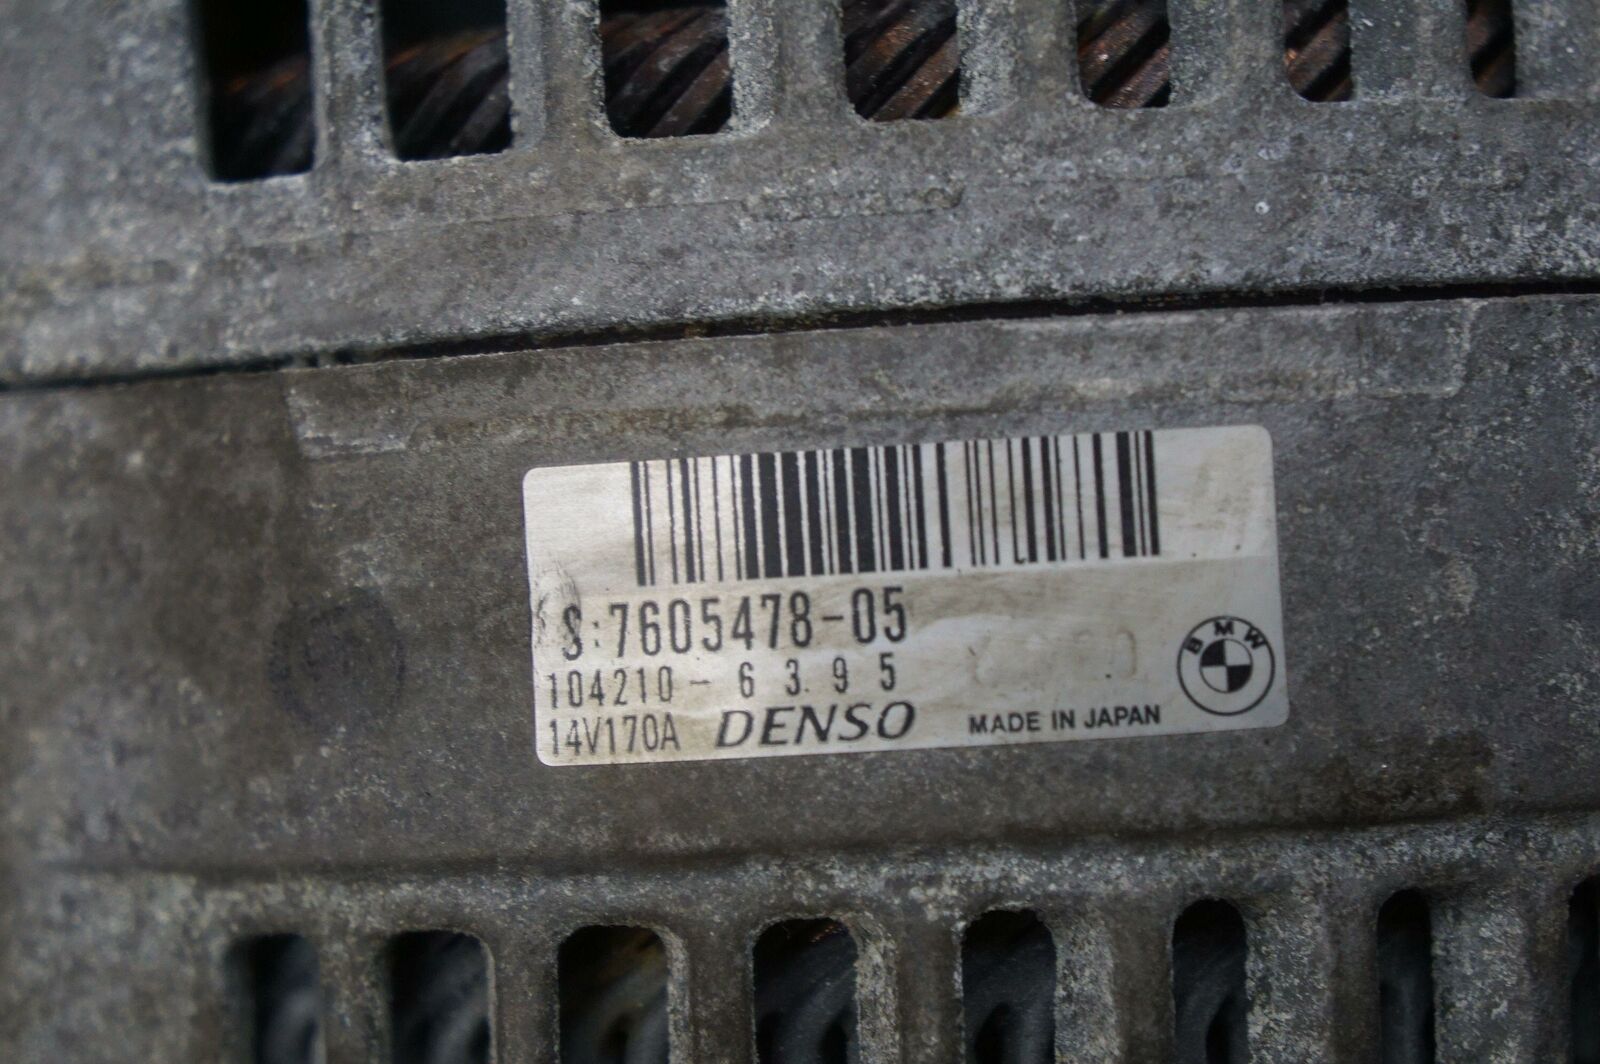 S:7605478-05
104210-6395
14V170A DENSO MADE IN JAPAN
BMW